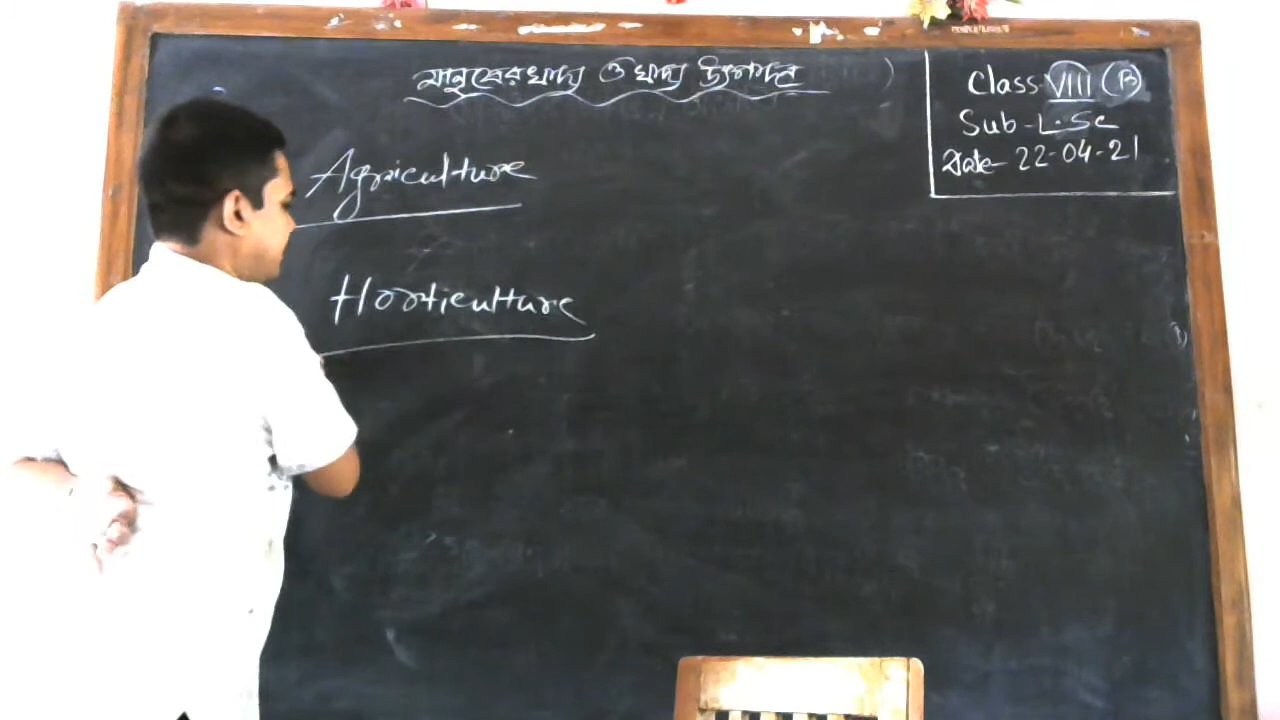 মানুষের খাদ্য ও খাদ্য উৎপাদন
Class-VIII (B)
Sub-L.Sc
Date-22-04-21
Agriculture
Horticulture